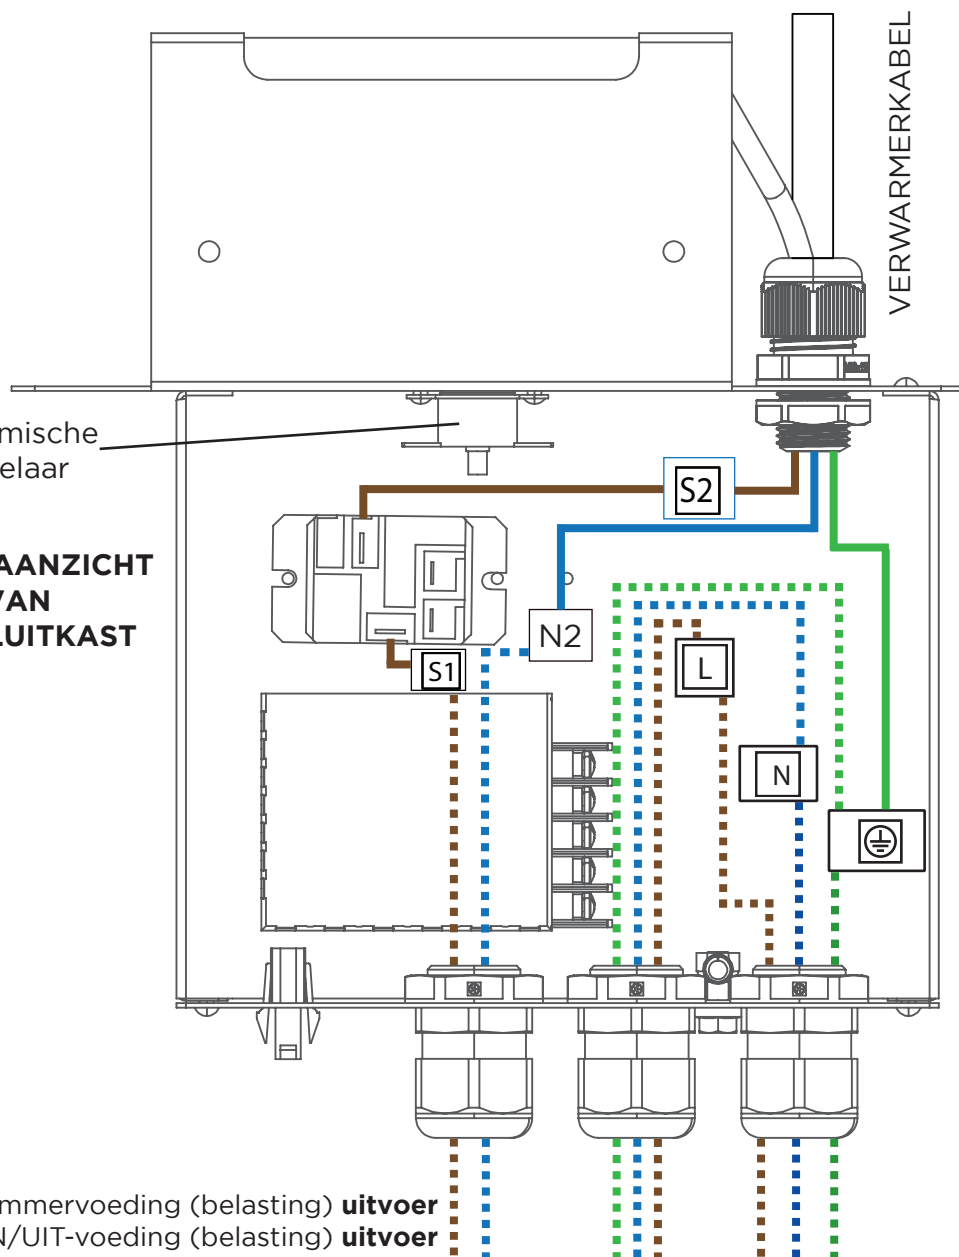 VERWARMERKABEL
mische
elaar
S2
AANZICHT
VAN
LUITKAST
N2
S1
L
N
mmervoeding (belasting) uitvoer
N/UIT-voeding (belasting) uitvoer